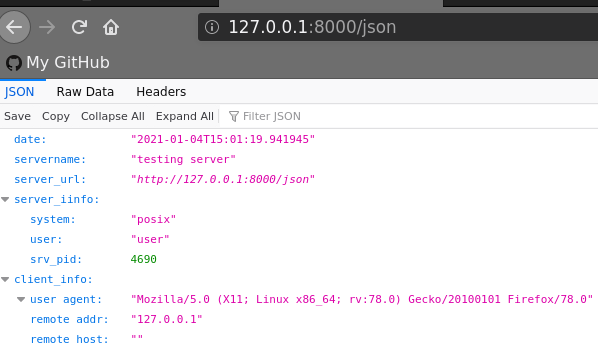 127.0.0.1:8000/json
My GitHub
JSON Raw Data Headers
Save Copy Collapse All Expand All Filter JSON
date: "2021-01-04T15:01:19.941945"
servername: "testing server"
server_url: "http://127.0.0.1:8000/json"
server_iinfo:
system: "posix"
user: "user"
srv_pid: 4690
client_info:
user agent: "Mozilla/5.0 (X11; Linux x86_64; rv:78.0) Gecko/20100101 Firefox/78.0"
remote addr: "127.0.0.1"
remote host: ""